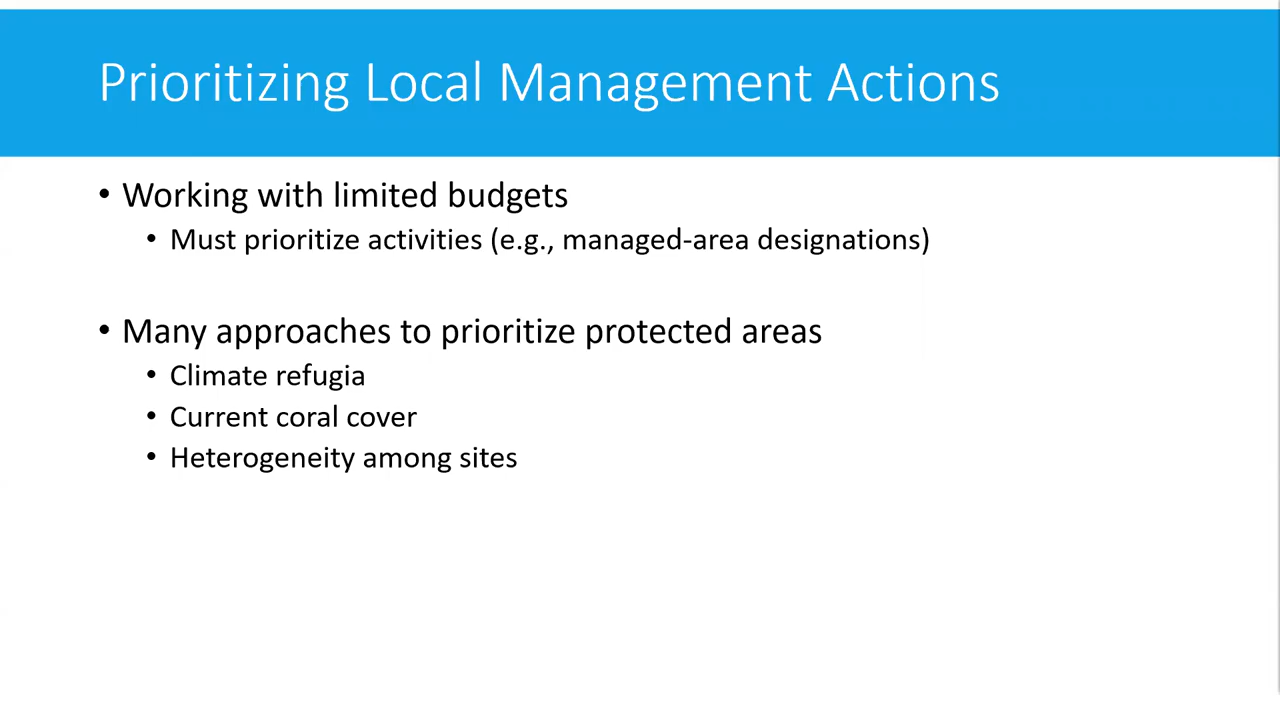 Prioritizing Local Management Actions
• Working with limited budgets
• Must prioritize activities (e.g., managed-area designations)
• Many approaches to prioritize protected areas
• Climate refugia
• Current coral cover
• Heterogeneity among sites